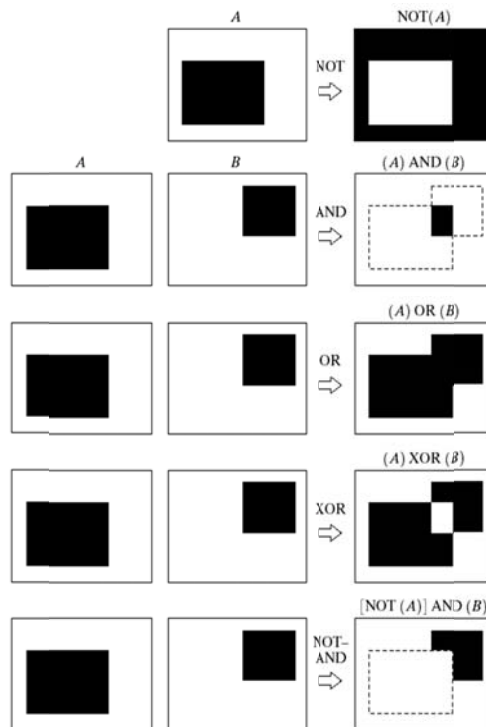 A
NOT(A)
NOT
A
B
(A) AND (B)
AND
(A) OR (B)
OR
(A) XOR (B)
XOR
[NOT (A)] AND (B)
NOT–
AND